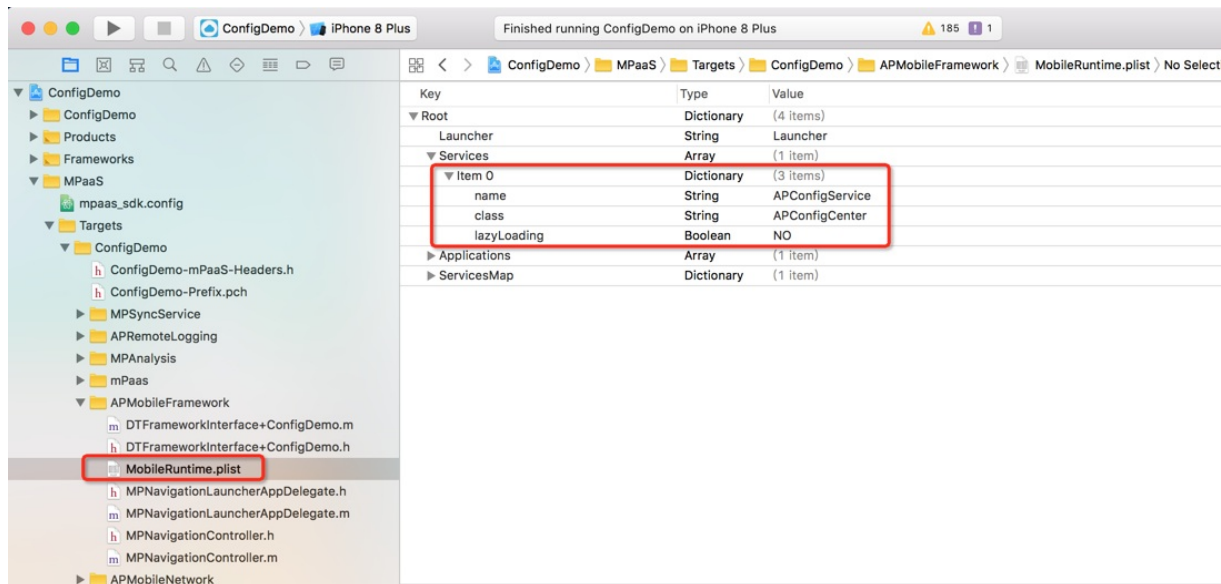 ConfigDemo 〉 iPhone 8 Plus
Finished running ConfigDemo on iPhone 8 Plus
185
1
ConfigDemo 〉 MPaaS 〉 Targets 〉 ConfigDemo 〉 APMobileFramework 〉 MobileRuntime.plist 〉 No Select
ConfigDemo
ConfigDemo
Products
Frameworks
MPaaS
mpaas_sdk.config
Targets
ConfigDemo
h ConfigDemo-mPaaS-Headers.h
h ConfigDemo-Prefix.pch
MPSyncService
APRemoteLogging
MPAnalysis
mPaas
APMobileFramework
m DTFrameworkInterface+ConfigDemo.m
h DTFrameworkInterface+ConfigDemo.h
MobileRuntime.plist
h MPNavigationLauncherAppDelegate.h
m MPNavigationLauncherAppDelegate.m
h MPNavigationController.h
m MPNavigationController.m
APMobileNetwork
Key Type Value
Root Dictionary (4 items)
Launcher String Launcher
Services Array (1 item)
Item 0 Dictionary (3 items)
name String APConfigService
class String APConfigCenter
lazyLoading Boolean NO
Applications Array (1 item)
ServicesMap Dictionary (1 item)